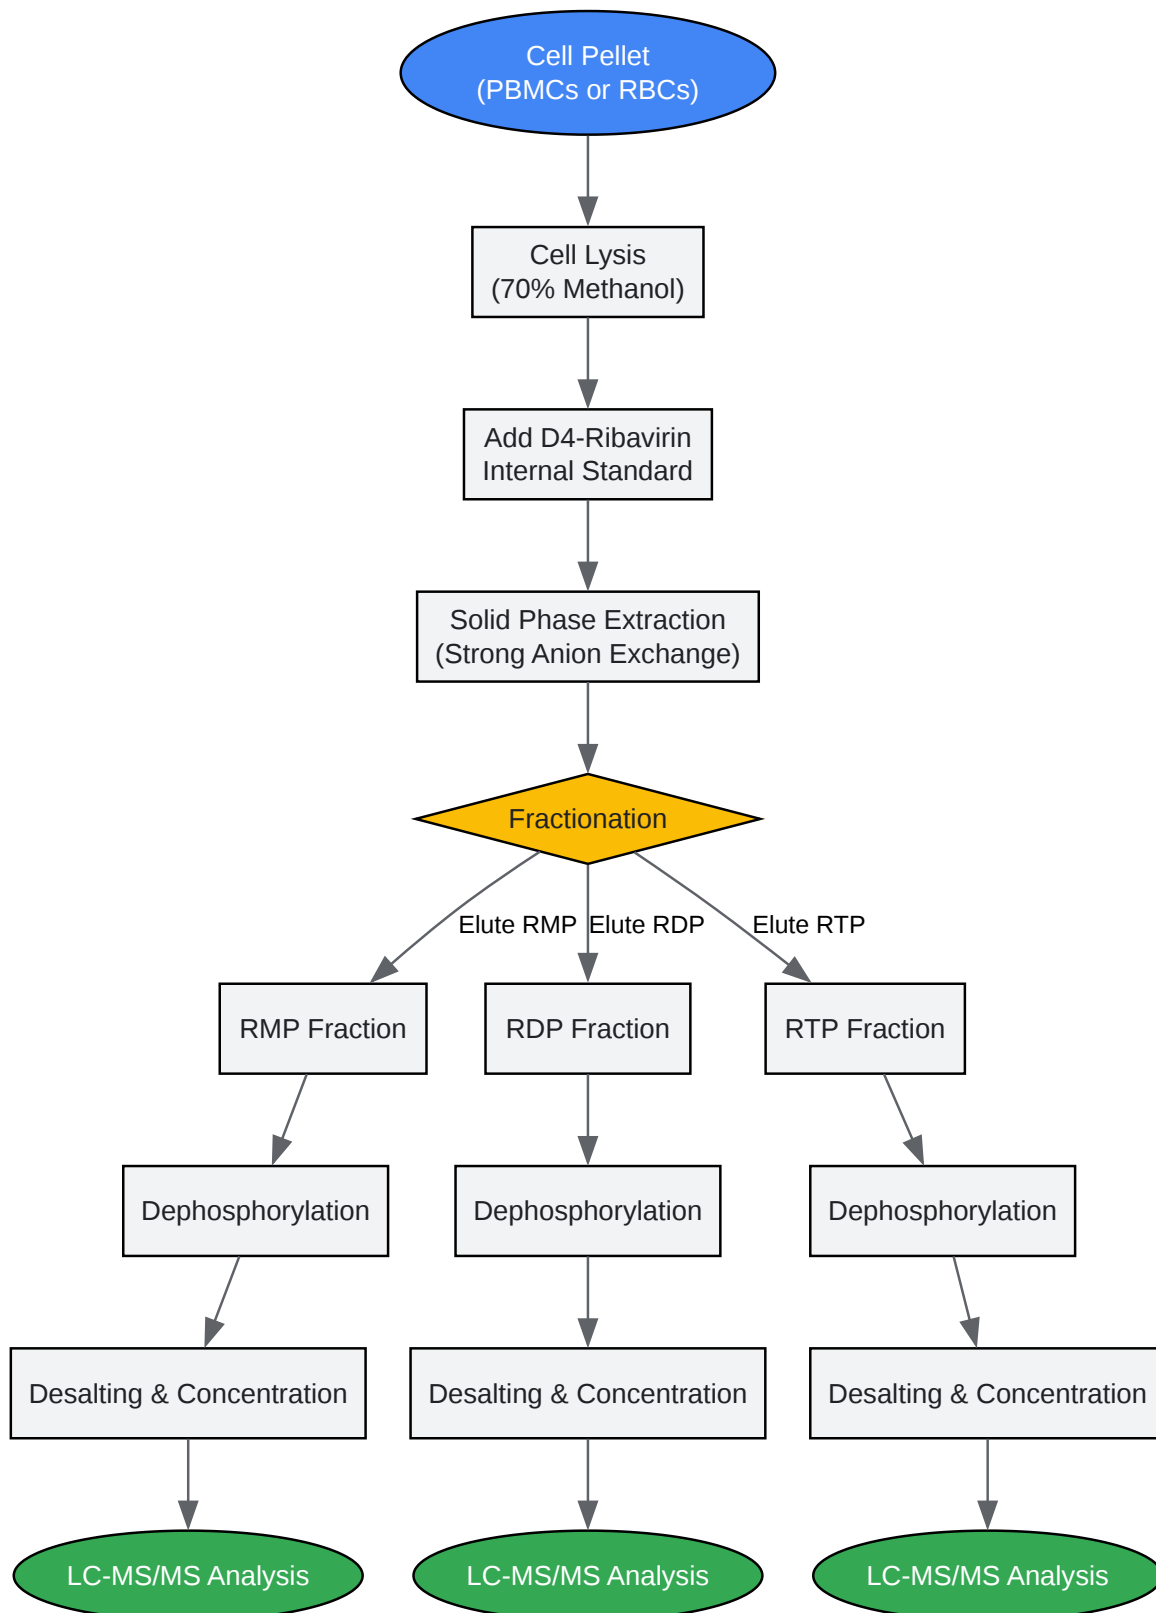 Cell Pellet
(PBMCs or RBCs)
Cell Lysis
(70% Methanol)
Add D4-Ribavirin
Internal Standard
Solid Phase Extraction
(Strong Anion Exchange)
Fractionation
Elute RMP
Elute RDP
Elute RTP
RMP Fraction
RDP Fraction
RTP Fraction
Dephosphorylation
Dephosphorylation
Dephosphorylation
Desalting & Concentration
Desalting & Concentration
Desalting & Concentration
LC-MS/MS Analysis
LC-MS/MS Analysis
LC-MS/MS Analysis